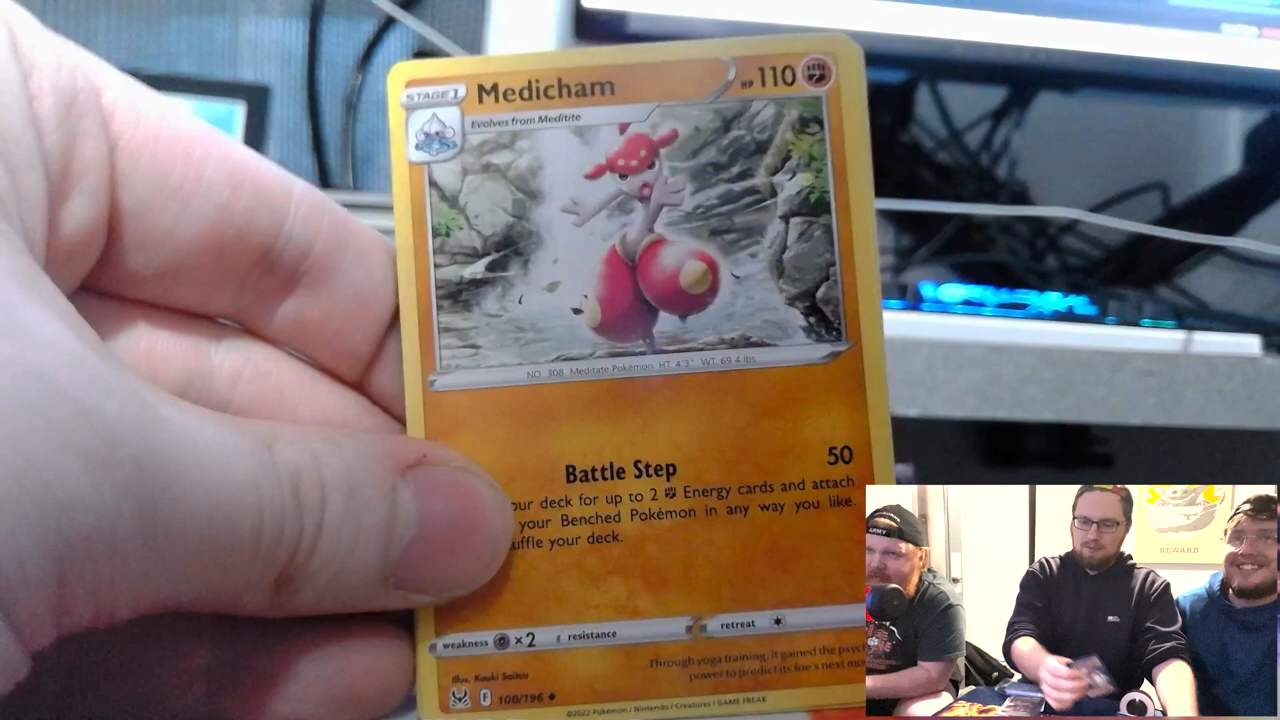 STAGE 1
Medicham
HP 110
Evolves from Meditite
NO. 308 Meditate Pokémon HT: 4'3" WT: 69.4 lbs
Battle Step 50
our deck for up to 2 Energy cards and attach
your Benched Pokémon in any way you like.
uffle your deck.
weakness ×2 resistance retreat
Through yoga training, it gained the psych
power to predict its foe's next mo
Illus. Kouki Saitou
F 100/196
©2022 Pokémon / Nintendo / Creatures / GAME FREAK
ARMY
REWARD